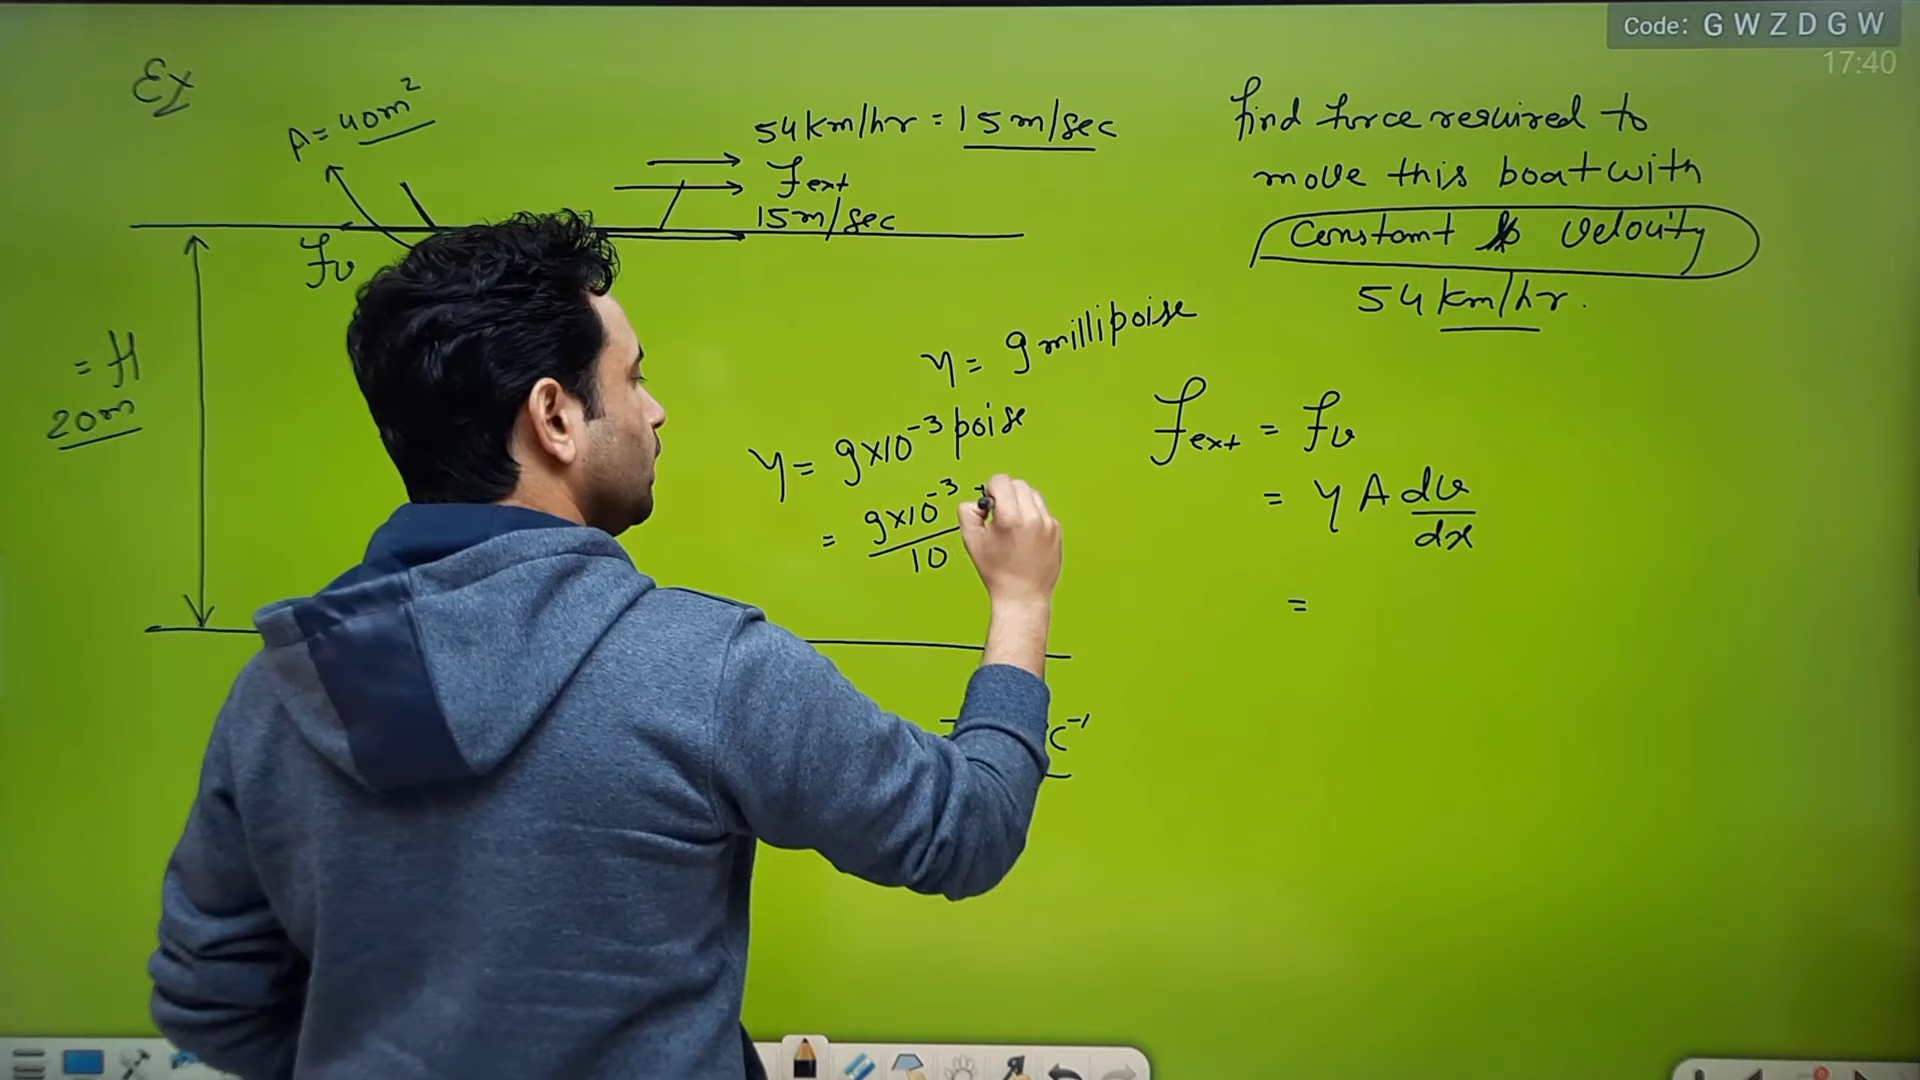 Code: G W Z D G W
17:40
Ex
A = 40m²
54 km/hr = 15 m/sec
Fext
15 m/sec
Fv
= H
20m
find force required to
move this boat with
constant velocity
54 km/hr.
η = 9 millipoise
η = 9×10⁻³ poise
= 9×10⁻³
10
Fext = Fv
= η A dv
dx
=
c⁻¹